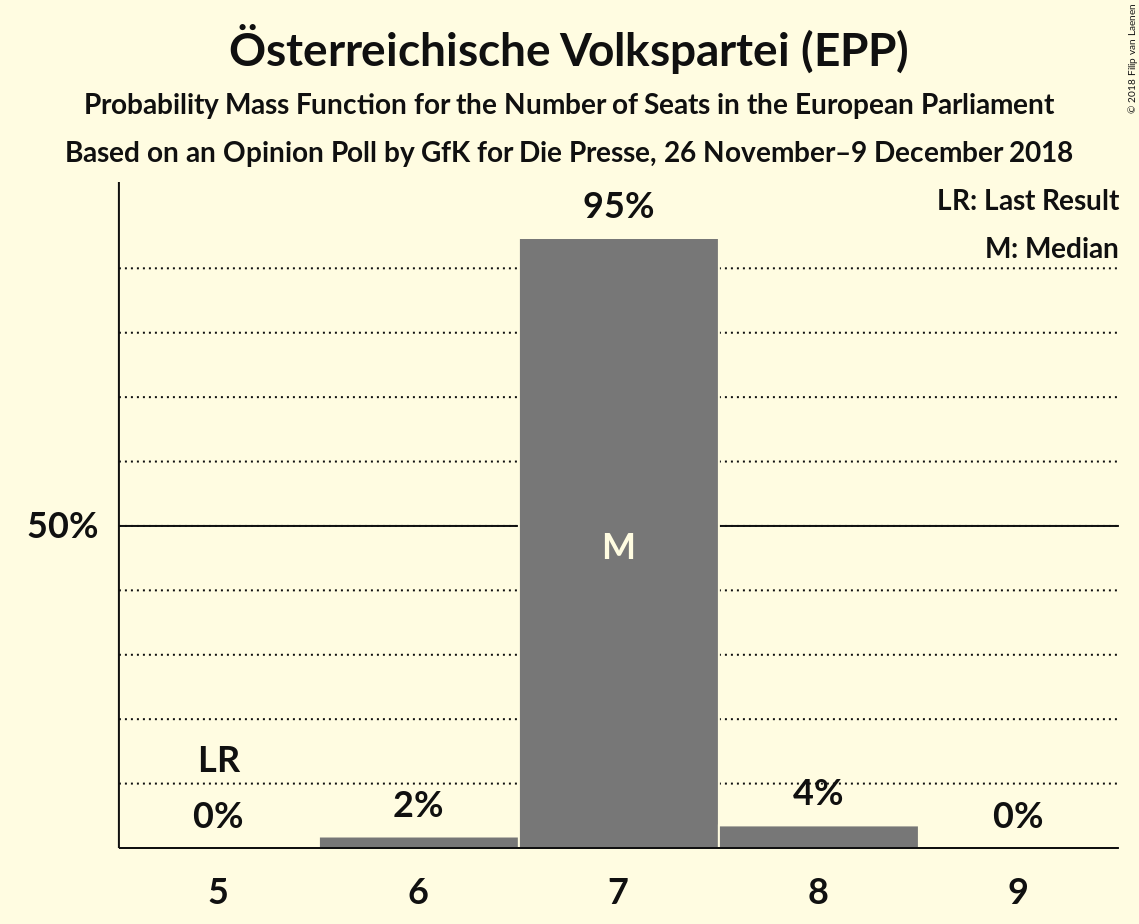 Österreichische Volkspartei (EPP)
Probability Mass Function for the Number of Seats in the European Parliament
Based on an Opinion Poll by GfK for Die Presse, 26 November–9 December 2018
© 2018 Filip van Laenen
LR: Last Result
M: Median
95%
50%
M
LR
0%
2%
4%
0%
5
6
7
8
9